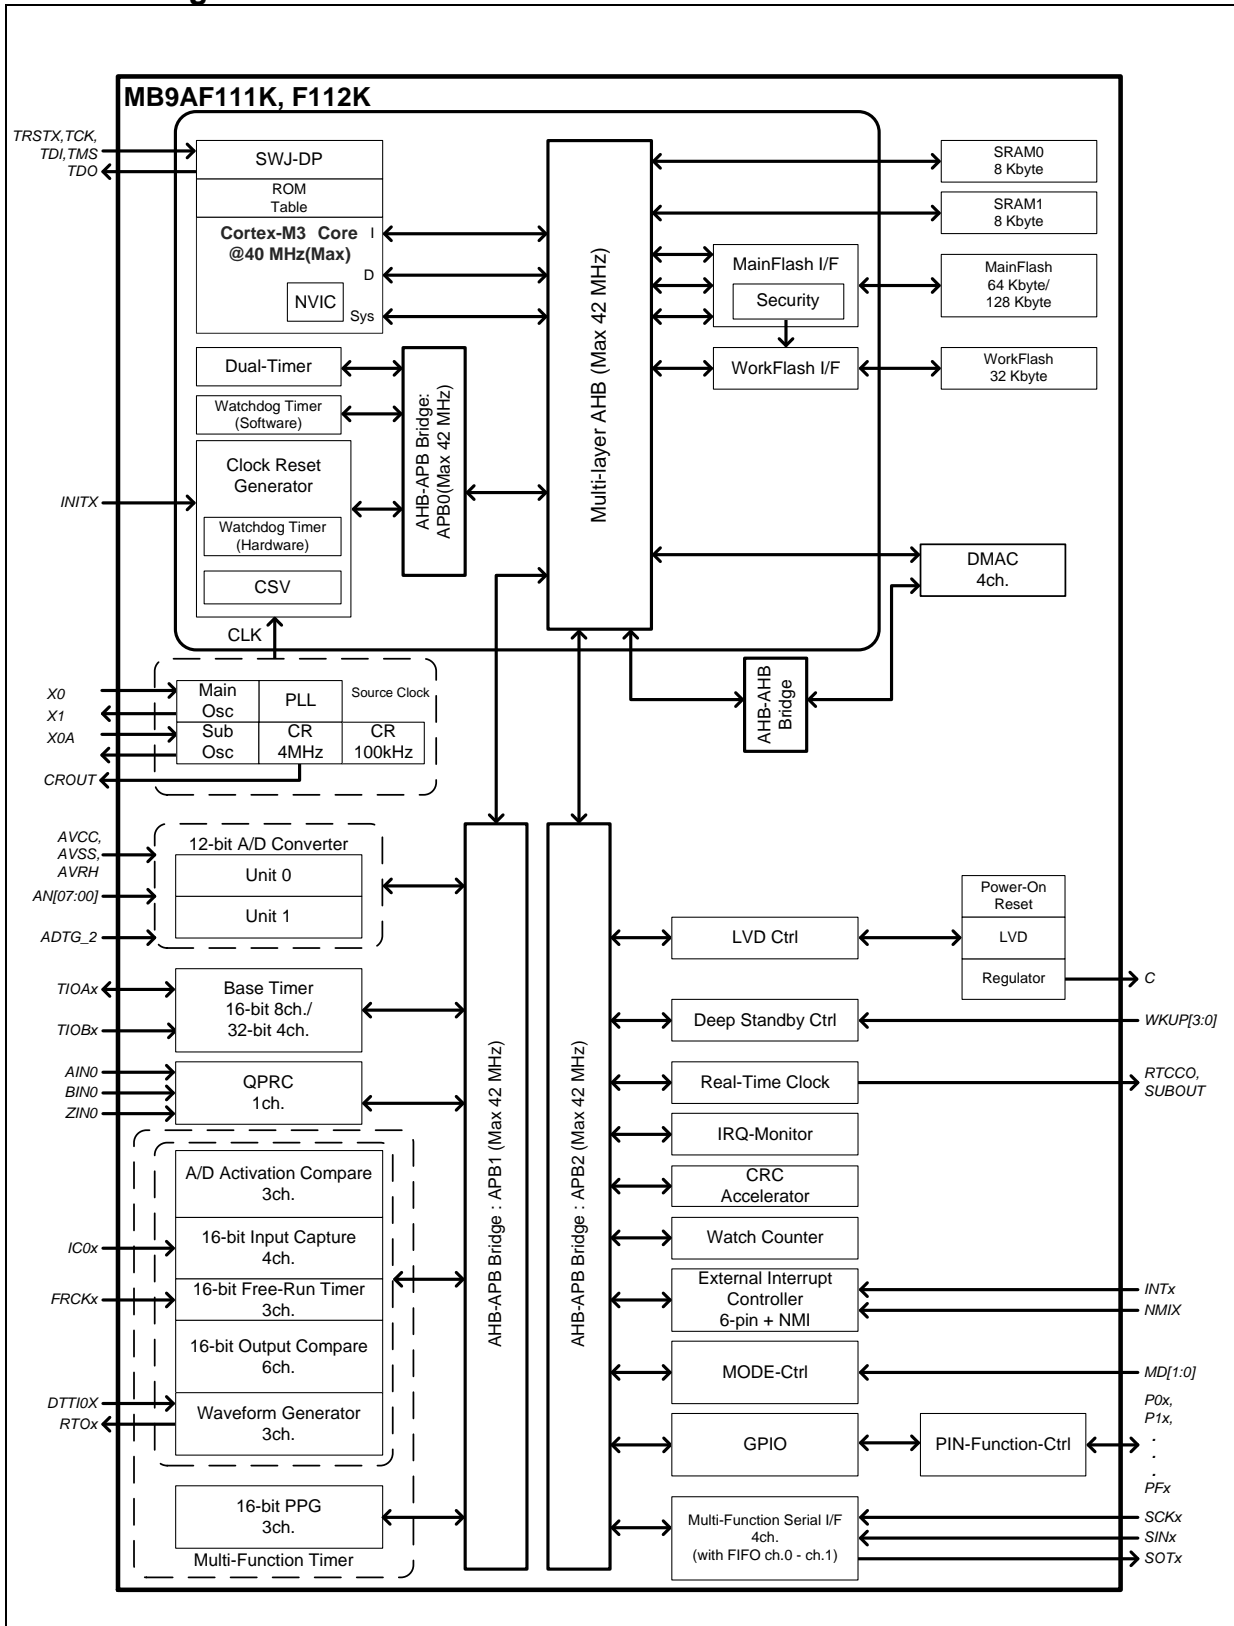 MB9AF111K, F112K
TRSTX,TCK,
TDI,TMS
TDO
SWJ-DP
ROM
Table
Cortex-M3 Core
@40 MHz(Max)
I
D
Sys
NVIC
Multi-layer AHB (Max 42 MHz)
SRAM0
8 Kbyte
SRAM1
8 Kbyte
MainFlash I/F
Security
MainFlash
64 Kbyte/
128 Kbyte
WorkFlash I/F
WorkFlash
32 Kbyte
Dual-Timer
Watchdog Timer
(Software)
AHB-APB Bridge:
APB0(Max 42 MHz)
INITX
Clock Reset
Generator
Watchdog Timer
(Hardware)
CSV
CLK
DMAC
4ch.
AHB-AHB
Bridge
X0
X1
X0A
CROUT
Main
Osc
PLL
Source Clock
Sub
Osc
CR
4MHz
CR
100kHz
AVCC,
AVSS,
AVRH
AN[07:00]
ADTG_2
12-bit A/D Converter
Unit 0
Unit 1
TIOAx
TIOBx
Base Timer
16-bit 8ch./
32-bit 4ch.
AIN0
BIN0
ZIN0
QPRC
1ch.
A/D Activation Compare
3ch.
IC0x
16-bit Input Capture
4ch.
FRCKx
16-bit Free-Run Timer
3ch.
16-bit Output Compare
6ch.
DTTI0X
RTOx
Waveform Generator
3ch.
16-bit PPG
3ch.
Multi-Function Timer
AHB-APB Bridge : APB1 (Max 42 MHz)
AHB-APB Bridge : APB2 (Max 42 MHz)
LVD Ctrl
Power-On
Reset
LVD
Regulator
C
Deep Standby Ctrl
WKUP[3:0]
Real-Time Clock
RTCCO,
SUBOUT
IRQ-Monitor
CRC
Accelerator
Watch Counter
External Interrupt
Controller
6-pin + NMI
INTx
NMIX
MODE-Ctrl
MD[1:0]
GPIO
PIN-Function-Ctrl
P0x,
P1x,
.
.
.
PFx
Multi-Function Serial I/F
4ch.
(with FIFO ch.0 - ch.1)
SCKx
SINx
SOTx